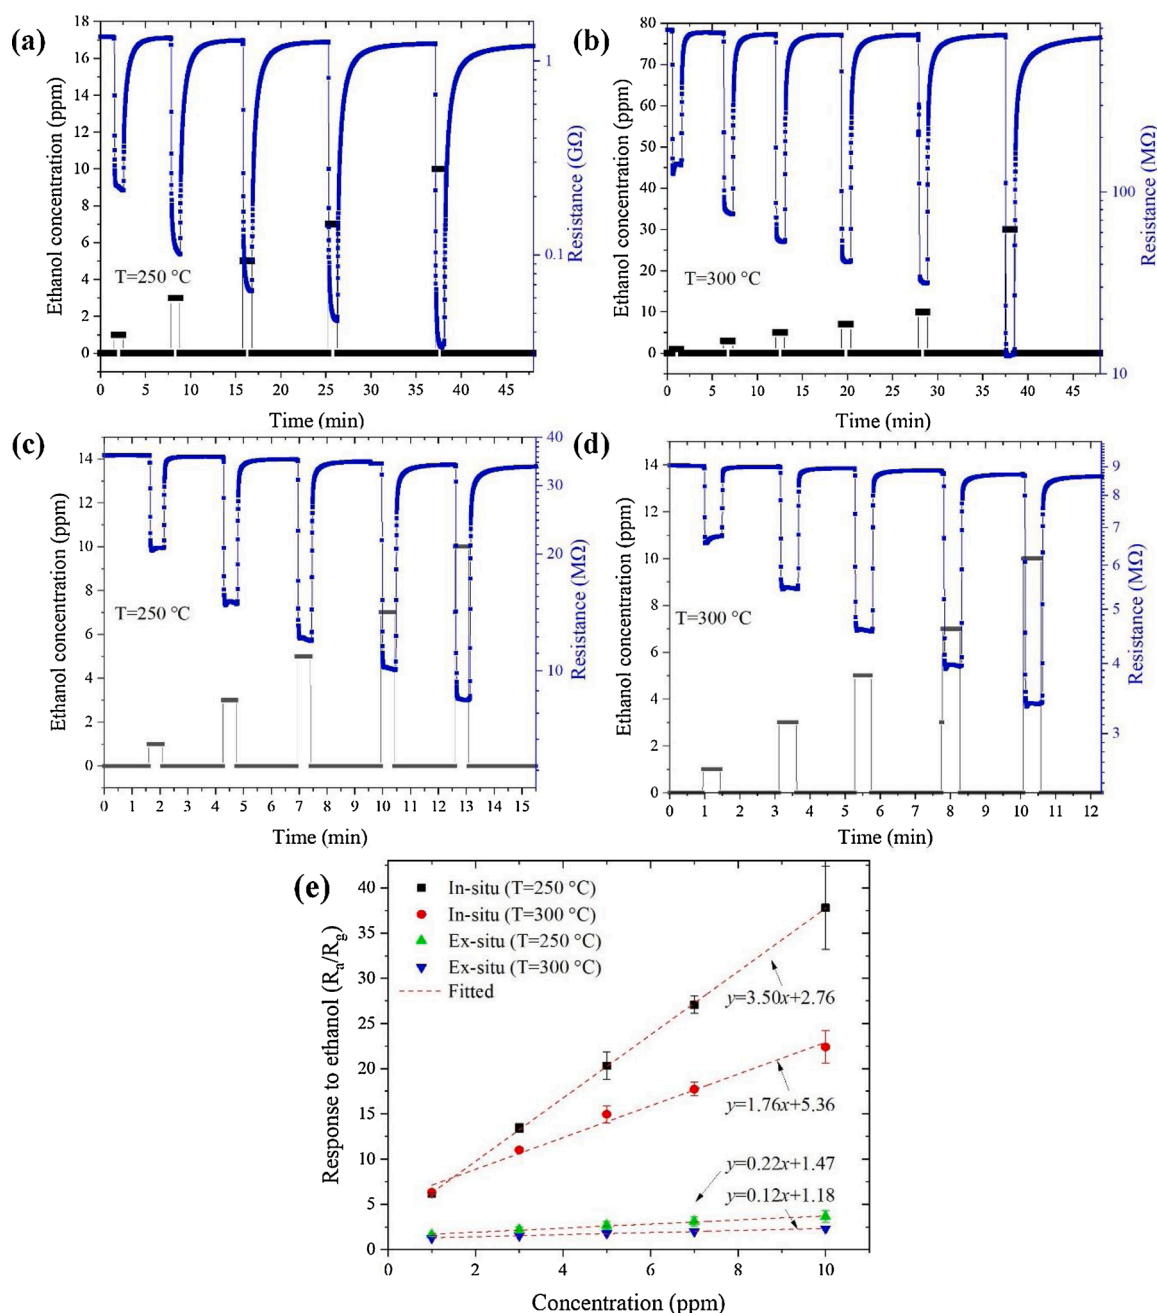 (a)
18
16
14
12
10
8
6
4
2
0
Ethanol concentration (ppm)
T=250 °C
1
0.1
Resistance (GΩ)
0 5 10 15 20 25 30 35 40 45
Time (min)
(b)
80
70
60
50
40
30
20
10
0
Ethanol concentration (ppm)
T=300 °C
100
10
Resistance (MΩ)
0 5 10 15 20 25 30 35 40 45
Time (min)
(c)
14
12
10
8
6
4
2
0
Ethanol concentration (ppm)
T=250 °C
40
30
20
10
Resistance (MΩ)
0 1 2 3 4 5 6 7 8 9 10 11 12 13 14 15
Time (min)
(d)
14
12
10
8
6
4
2
0
Ethanol concentration (ppm)
T=300 °C
9
8
7
6
5
4
3
Resistance (MΩ)
0 1 2 3 4 5 6 7 8 9 10 11 12
Time (min)
(e)
40
35
30
25
20
15
10
5
0
Response to ethanol (Ra/Rg)
In-situ (T=250 °C)
In-situ (T=300 °C)
Ex-situ (T=250 °C)
Ex-situ (T=300 °C)
Fitted
y=3.50x+2.76
y=1.76x+5.36
y=0.22x+1.47
y=0.12x+1.18
0 2 4 6 8 10
Concentration (ppm)